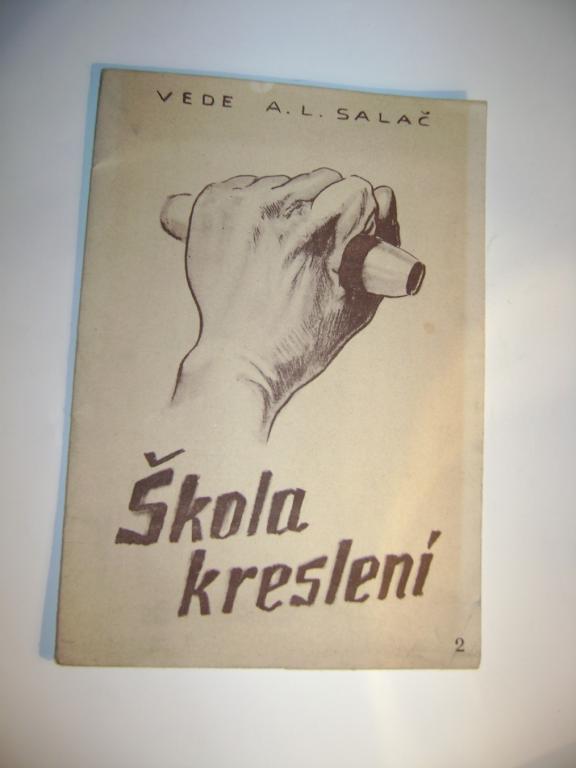 VEDE A. L. SALAČ
Škola
kreslení
2